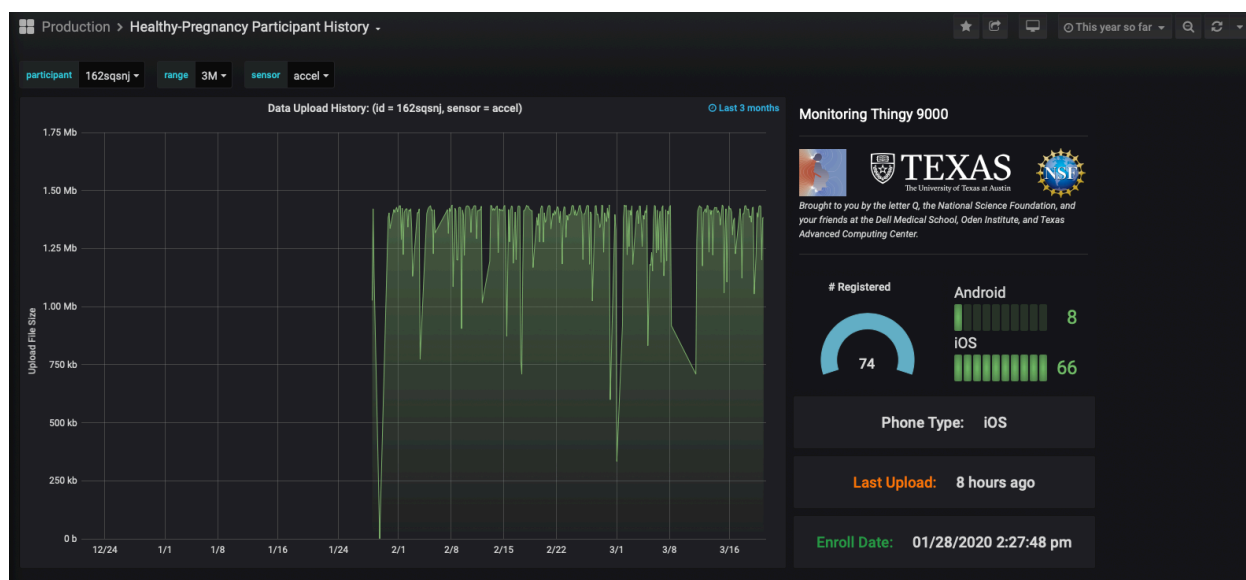 Production > Healthy-Pregnancy Participant History
This year so far
participant 162sqsnj range 3M sensor accel
Data Upload History: (id = 162sqsnj, sensor = accel)
Last 3 months
Upload File Size
1.75 Mb
1.50 Mb
1.25 Mb
1.00 Mb
750 kb
500 kb
250 kb
0 b
12/24 1/1 1/8 1/16 1/24 2/1 2/8 2/15 2/22 3/1 3/8 3/16
Monitoring Thingy 9000
TEXAS
The University of Texas at Austin
NSF
Brought to you by the letter Q, the National Science Foundation, and
your friends at the Dell Medical School, Oden Institute, and Texas
Advanced Computing Center.
# Registered
74
Android
8
iOS
66
Phone Type: iOS
Last Upload: 8 hours ago
Enroll Date: 01/28/2020 2:27:48 pm